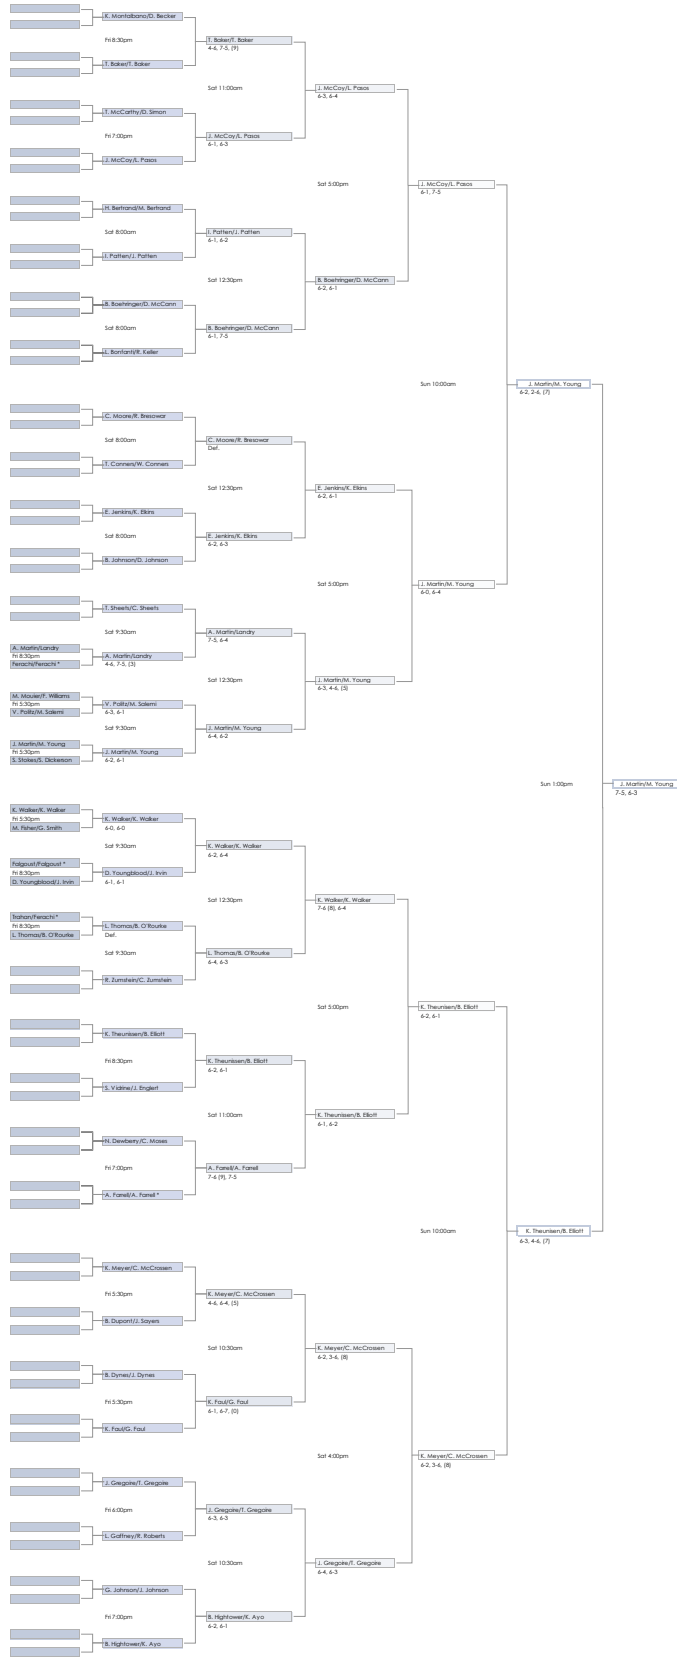 K. Montalbano/D. Becker
Fri 8:30pm
T. Baker/T. Baker
4-6, 7-5, (9)
T. Baker/T. Baker
Sat 11:00am
J. McCoy/L. Pasos
6-3, 6-4
T. McCarthy/D. Simon
Fri 7:00pm
J. McCoy/L. Pasos
6-1, 6-3
J. McCoy/L. Pasos
Sat 5:00pm
J. McCoy/L. Pasos
6-1, 7-5
H. Bertrand/M. Bertrand
Sat 8:00am
I. Patten/J. Patten
6-1, 6-2
I. Patten/J. Patten
Sat 12:30pm
B. Boehringer/D. McCann
6-2, 6-1
B. Boehringer/D. McCann
Sat 8:00am
B. Boehringer/D. McCann
6-1, 7-5
L. Bonfanti/R. Keller
Sun 10:00am
J. Martin/M. Young
6-2, 2-6, (7)
C. Moore/R. Bresowar
Sat 8:00am
C. Moore/R. Bresowar
Def.
T. Conners/W. Conners
Sat 12:30pm
E. Jenkins/K. Elkins
6-2, 6-1
E. Jenkins/K. Elkins
Sat 8:00am
E. Jenkins/K. Elkins
6-2, 6-3
B. Johnson/D. Johnson
Sat 5:00pm
J. Martin/M. Young
6-0, 6-4
T. Sheets/C. Sheets
Sat 9:30am
A. Martin/Landry
7-5, 6-4
A. Martin/Landry
Fri 8:30pm
Ferachi/Ferachi *
A. Martin/Landry
4-6, 7-5, (3)
Sat 12:30pm
J. Martin/M. Young
6-3, 4-6, (5)
M. Mouser/F. Williams
Fri 5:30pm
V. Politz/M. Salemi
V. Politz/M. Salemi
6-3, 6-1
Sat 9:30am
J. Martin/M. Young
6-4, 6-2
J. Martin/M. Young
Fri 5:30pm
S. Stokes/S. Dickerson
J. Martin/M. Young
6-2, 6-1
Sun 1:00pm
J. Martin/M. Young
7-5, 6-3
K. Walker/K. Walker
Fri 5:30pm
M. Fisher/G. Smith
K. Walker/K. Walker
6-0, 6-0
Sat 9:30am
K. Walker/K. Walker
6-2, 6-4
Falgoust/Falgoust *
Fri 8:30pm
D. Youngblood/J. Irvin
D. Youngblood/J. Irvin
6-1, 6-1
Sat 12:30pm
K. Walker/K. Walker
7-6 (8), 6-4
Trahan/Ferachi *
Fri 8:30pm
L. Thomas/B. O'Rourke
L. Thomas/B. O'Rourke
Def.
Sat 9:30am
L. Thomas/B. O'Rourke
6-4, 6-3
R. Zumstein/C. Zumstein
Sat 5:00pm
K. Theunissen/B. Elliott
6-2, 6-1
K. Theunissen/B. Elliott
Fri 8:30pm
K. Theunissen/B. Elliott
6-2, 6-1
S. Vidrine/J. Englert
Sat 11:00am
K. Theunissen/B. Elliott
6-1, 6-2
N. Dewberry/C. Moses
Fri 7:00pm
A. Farrell/A. Farrell
7-6 (9), 7-5
A. Farrell/A. Farrell *
Sun 10:00am
K. Theunisen/B. Elliott
6-3, 4-6, (7)
K. Meyer/C. McCrossen
Fri 5:30pm
K. Meyer/C. McCrossen
4-6, 6-4, (5)
B. Dupont/J. Sayers
Sat 10:30am
K. Meyer/C. McCrossen
6-2, 3-6, (8)
B. Dynes/J. Dynes
Fri 5:30pm
K. Faul/G. Faul
6-1, 6-7, (0)
K. Faul/G. Faul
Sat 4:00pm
K. Meyer/C. McCrossen
6-2, 3-6, (8)
J. Gregoire/T. Gregoire
Fri 6:00pm
J. Gregoire/T. Gregoire
6-3, 6-3
L. Gaffney/R. Roberts
Sat 10:30am
J. Gregoire/T. Gregoire
6-4, 6-3
G. Johnson/J. Johnson
Fri 7:00pm
B. Hightower/K. Ayo
6-2, 6-1
B. Hightower/K. Ayo